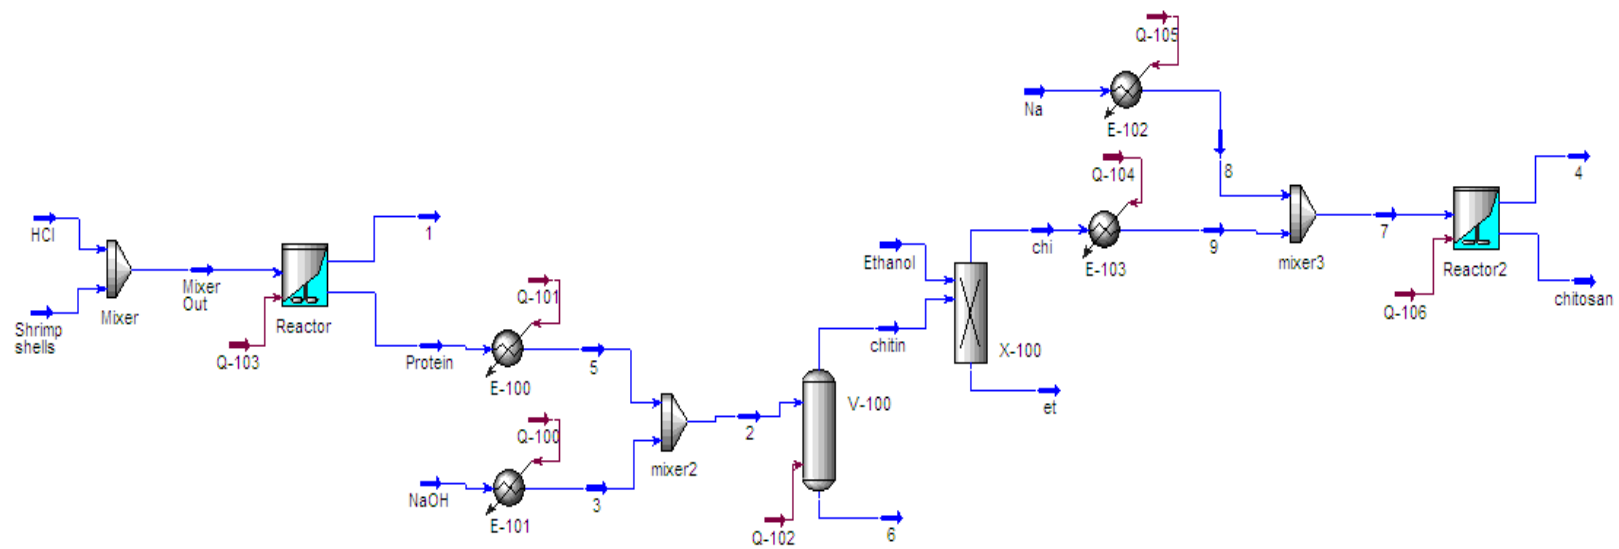 Q-105
Na
E-102
Q-104
8
4
HCl
1
Ethanol
chi
E-103
9
mixer3
7
Reactor2
chitosan
Mixer
Out
Mixer
Shrimp
shells
Reactor
Q-103
Q-101
Protein
E-100
5
chitin
X-100
Q-106
et
V-100
Q-100
mixer2
2
NaOH
E-101
3
Q-102
6